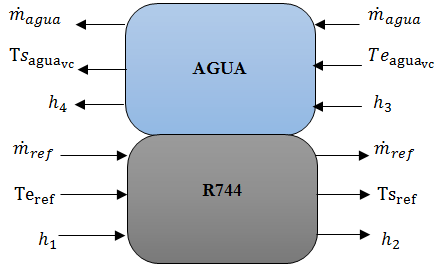 ṁ_agua ṁ_agua
Ts_agua_vc AGUA Te_agua_vc
h_4 h_3
ṁ_ref ṁ_ref
Te_ref R744 Ts_ref
h_1 h_2